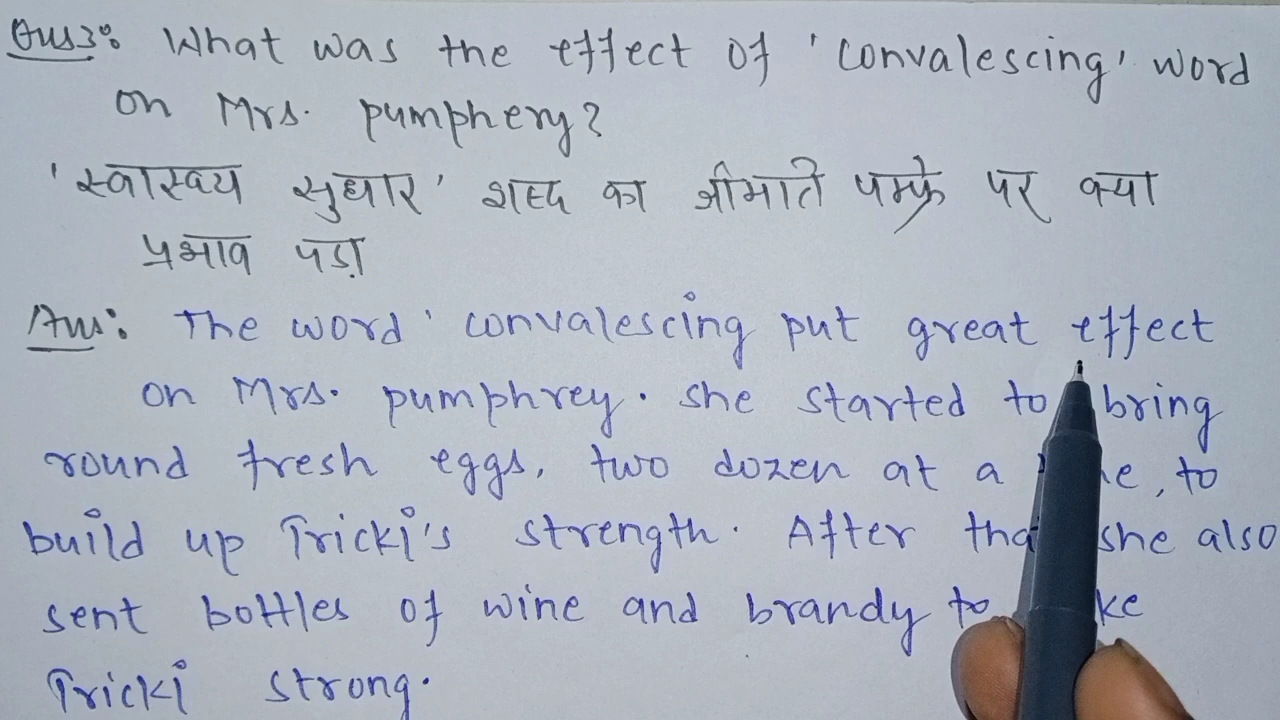 Ans3:° What was the effect of 'convalescing' word
on Mrs. pumphery?
'स्वास्थ्य सुधार' शब्द का श्रीमति पम्फ्रे पर क्या
प्रभाव पड़ा
Ans: The word ' convalescing put great effect
on Mrs. pumphrey. she started to bring
round fresh eggs, two dozen at a , to
build up Tricki's strength. After she also
sent bottles of wine and brandy to
Tricki strong.